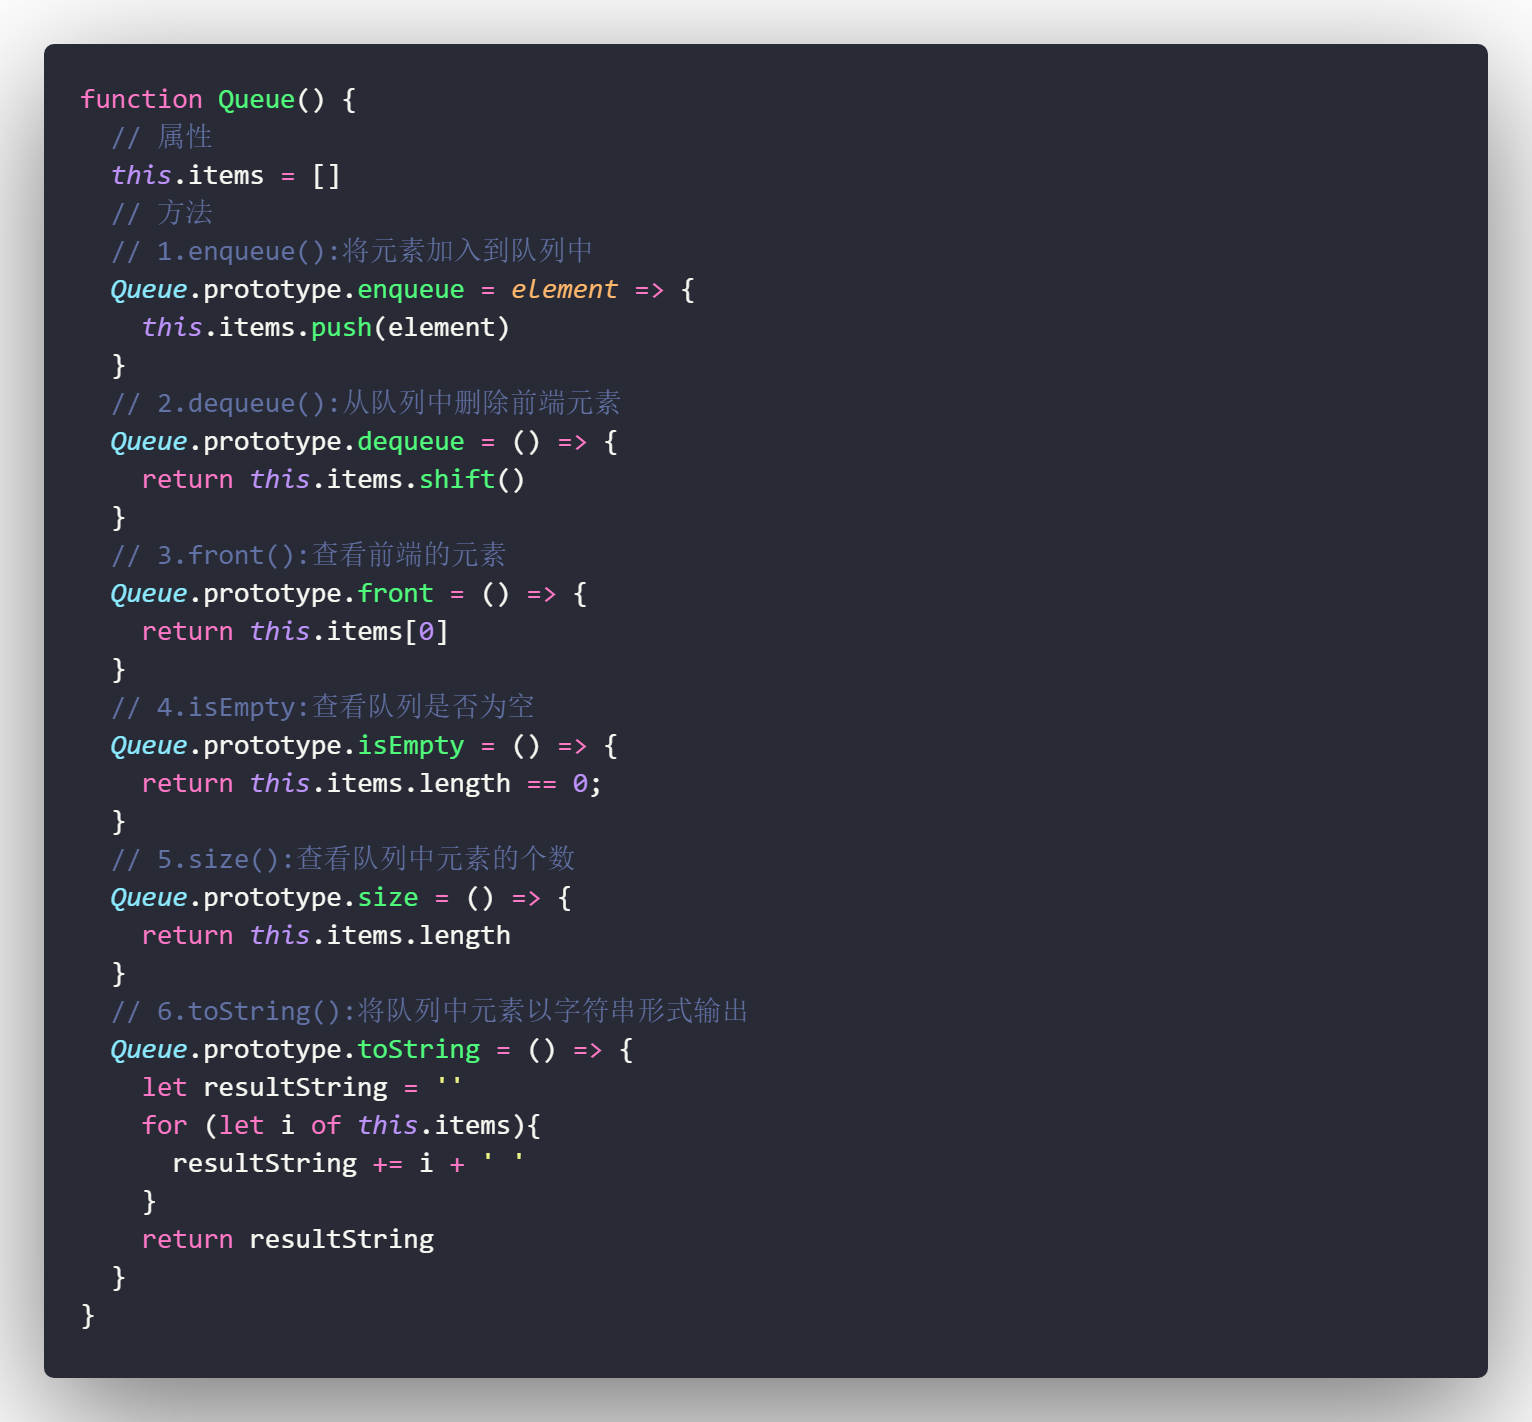 function Queue() {
  // 属性
  this.items = []
  // 方法
  // 1.enqueue():将元素加入到队列中
  Queue.prototype.enqueue = element => {
    this.items.push(element)
  }
  // 2.dequeue():从队列中删除前端元素
  Queue.prototype.dequeue = () => {
    return this.items.shift()
  }
  // 3.front():查看前端的元素
  Queue.prototype.front = () => {
    return this.items[0]
  }
  // 4.isEmpty:查看队列是否为空
  Queue.prototype.isEmpty = () => {
    return this.items.length == 0;
  }
  // 5.size():查看队列中元素的个数
  Queue.prototype.size = () => {
    return this.items.length
  }
  // 6.toString():将队列中元素以字符串形式输出
  Queue.prototype.toString = () => {
    let resultString = ''
    for (let i of this.items){
      resultString += i + ' '
    }
    return resultString
  }
}